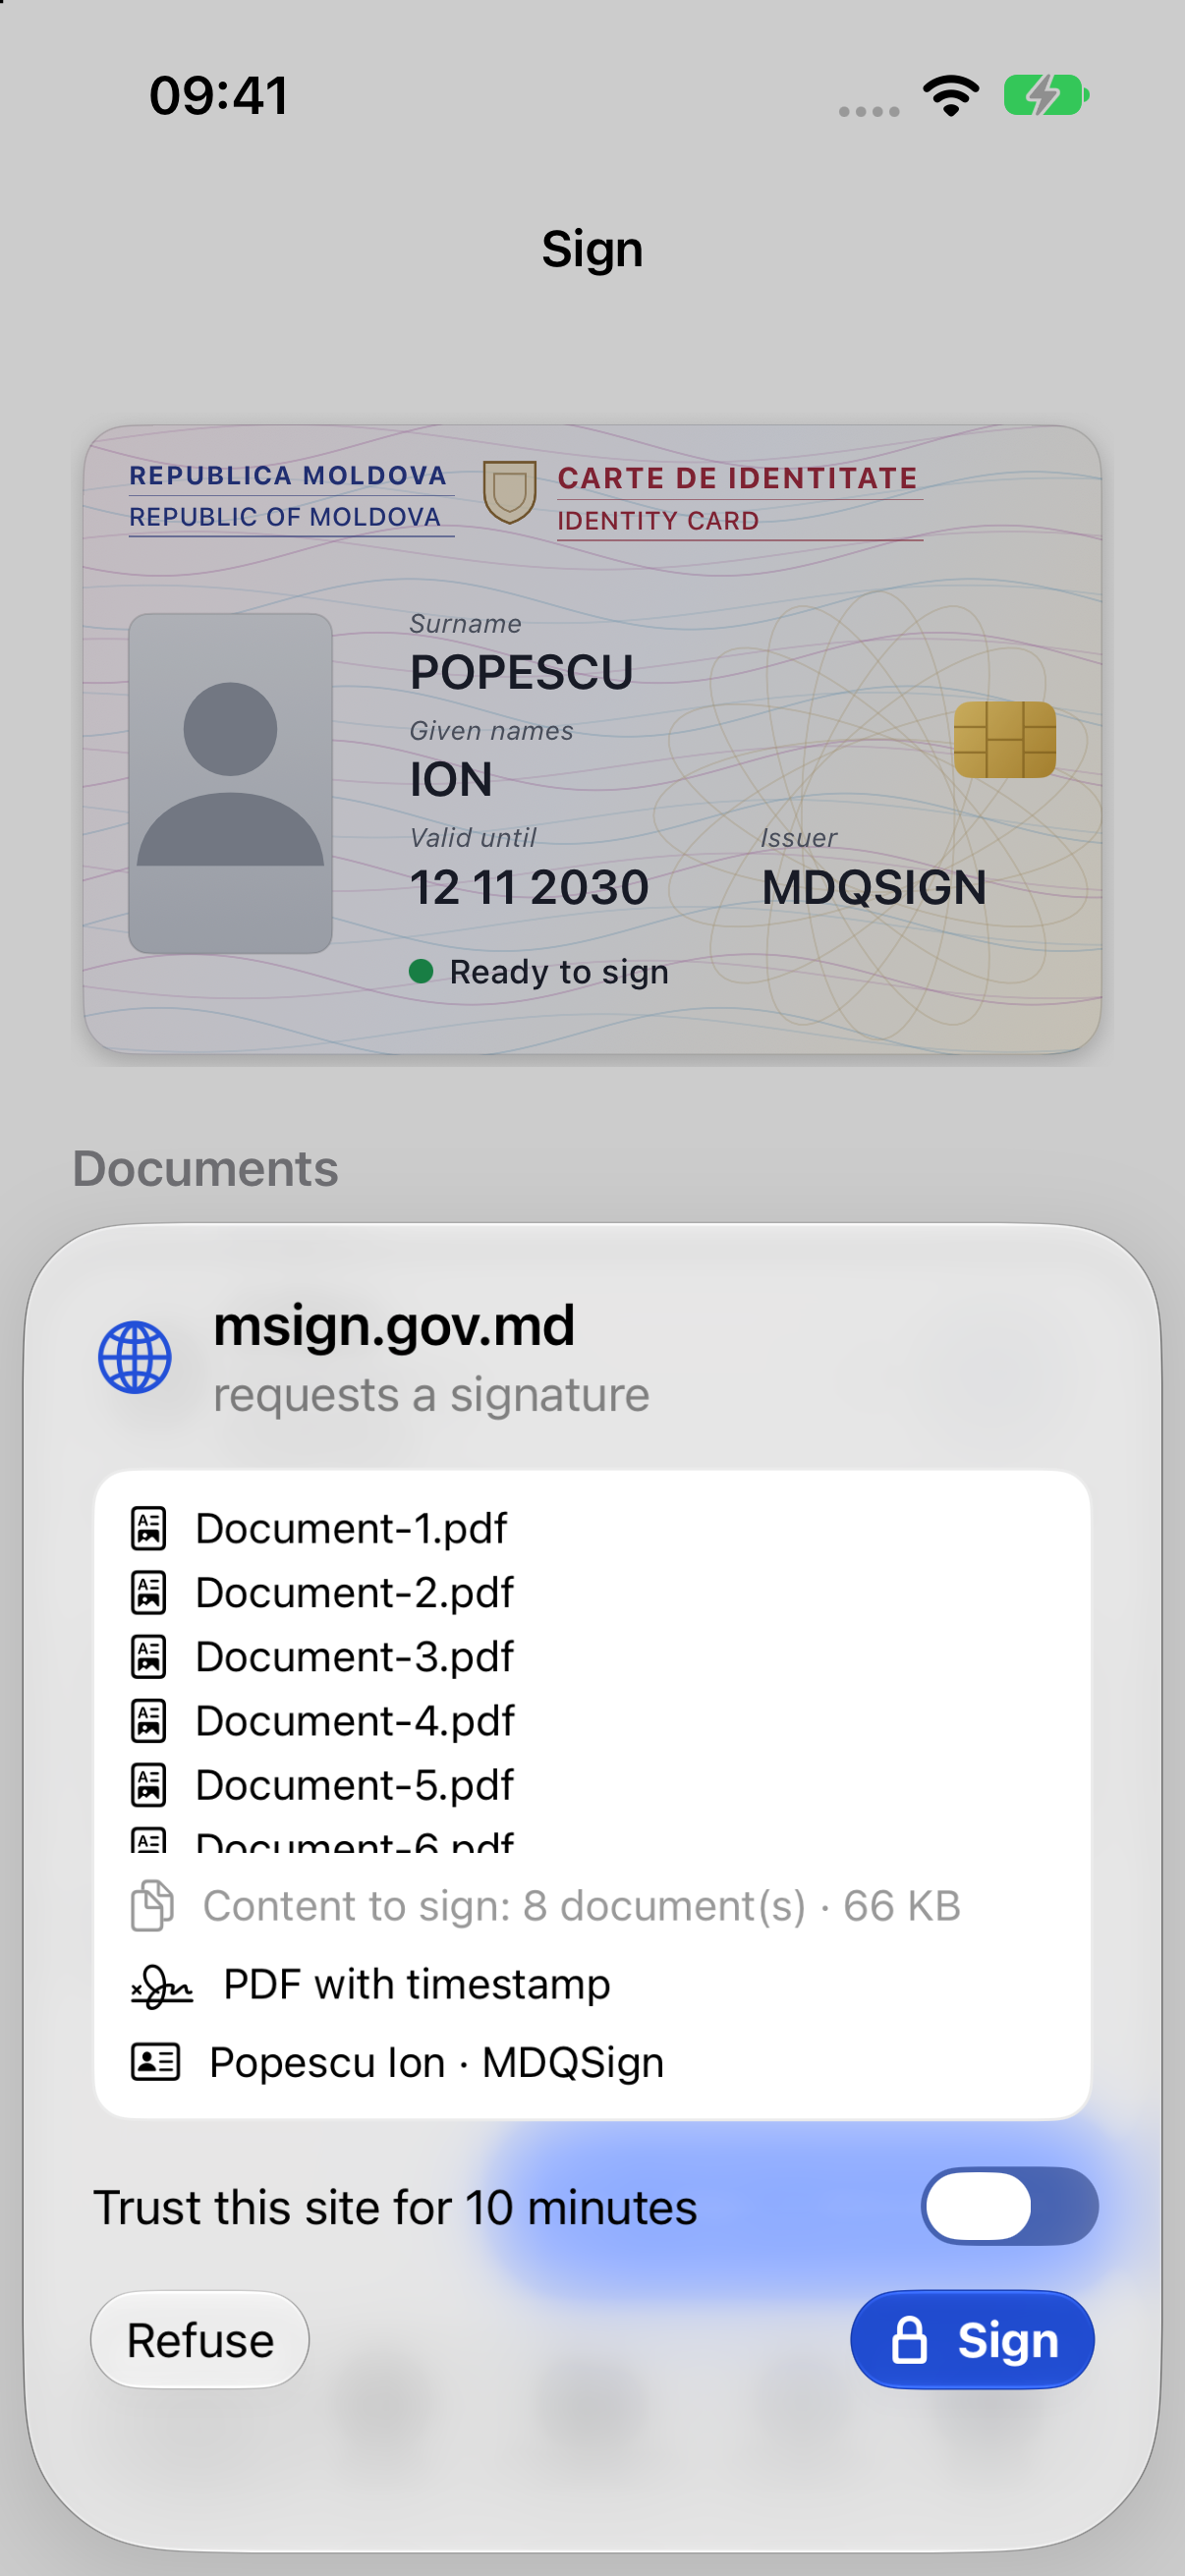 09:41
Sign
REPUBLICA MOLDOVA
REPUBLIC OF MOLDOVA
CARTE DE IDENTITATE
IDENTITY CARD
Surname
POPESCU
Given names
ION
Valid until
12 11 2030
Issuer
MDQSIGN
Ready to sign
Documents
msign.gov.md
requests a signature
Document-1.pdf
Document-2.pdf
Document-3.pdf
Document-4.pdf
Document-5.pdf
Document-6.pdf
Content to sign: 8 document(s) · 66 KB
PDF with timestamp
Popescu Ion · MDQSign
Trust this site for 10 minutes
Refuse
Sign